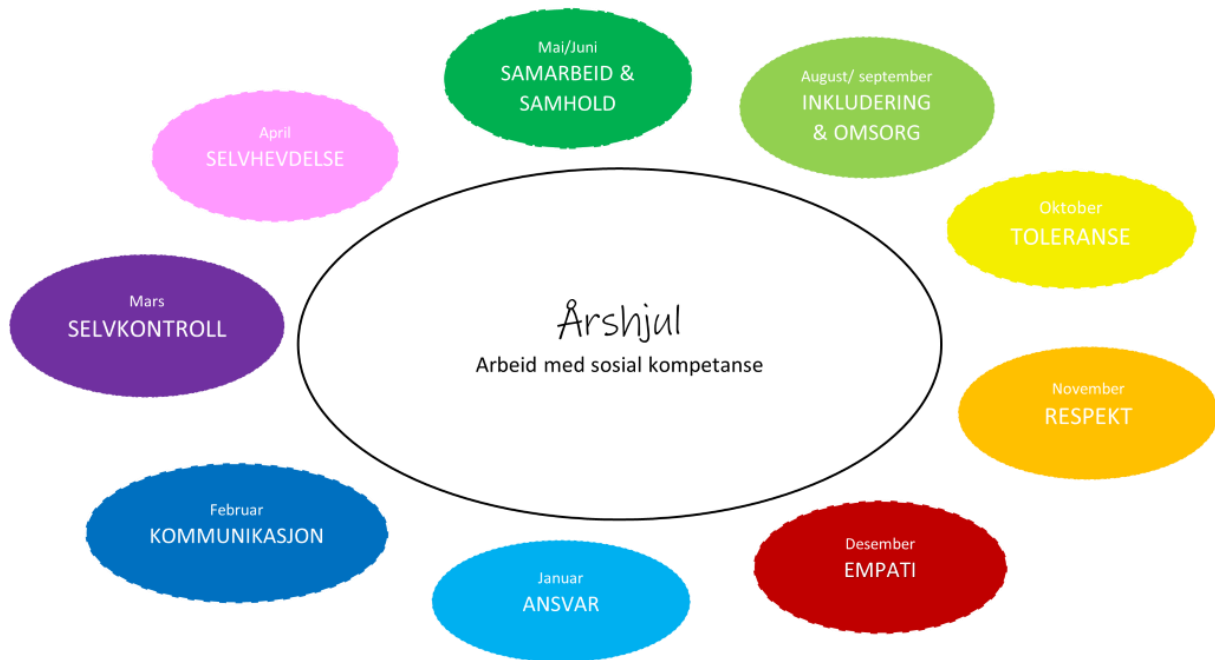 Årshjul
Arbeid med sosial kompetanse
August/ september
INKLUDERING
& OMSORG
Oktober
TOLERANSE
November
RESPEKT
Desember
EMPATI
Januar
ANSVAR
Februar
KOMMUNIKASJON
Mars
SELVKONTROLL
April
SELVHEVDELSE
Mai/Juni
SAMARBEID &
SAMHOLD